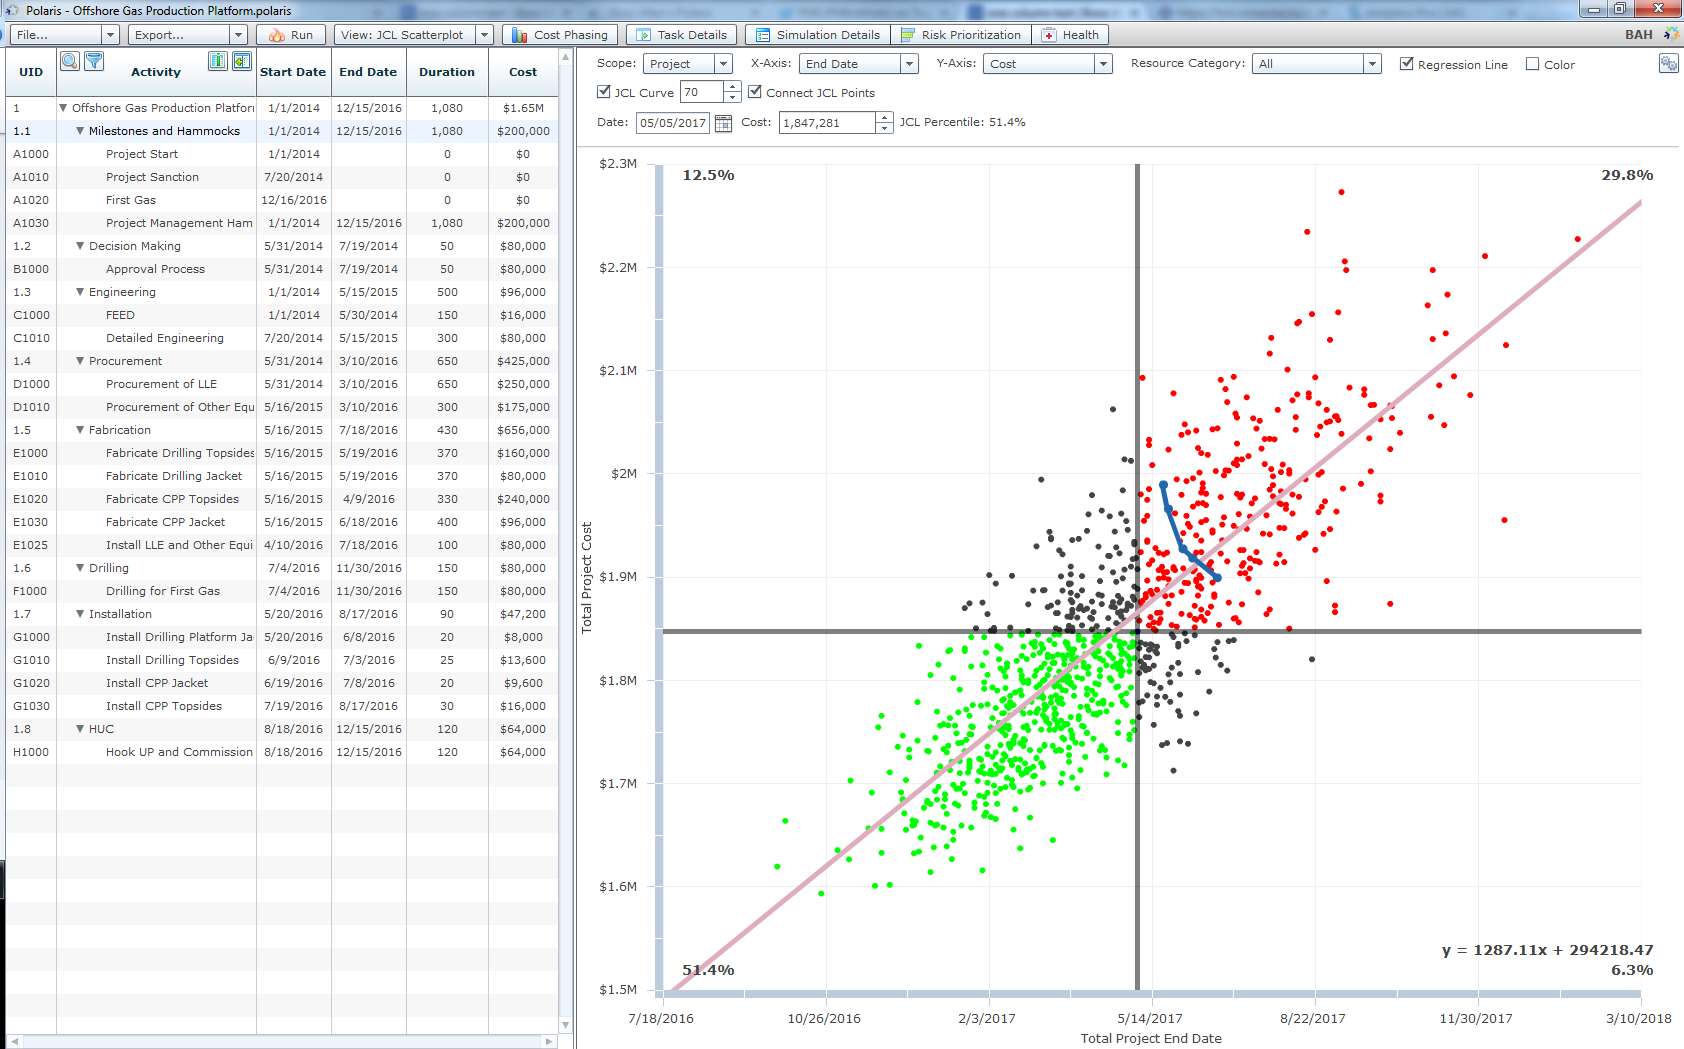 Polaris - Offshore Gas Production Platform.polaris
File... Export... Run View: JCL Scatterplot Cost Phasing Task Details Simulation Details Risk Prioritization Health BAH
UID Activity Start Date End Date Duration Cost
1 Offshore Gas Production Platfor 1/1/2014 12/15/2016 1,080 $1.65M
1.1 Milestones and Hammocks 1/1/2014 12/15/2016 1,080 $200,000
A1000 Project Start 1/1/2014 0 $0
A1010 Project Sanction 7/20/2014 0 $0
A1020 First Gas 12/16/2016 0 $0
A1030 Project Management Ham 1/1/2014 12/15/2016 1,080 $200,000
1.2 Decision Making 5/31/2014 7/19/2014 50 $80,000
B1000 Approval Process 5/31/2014 7/19/2014 50 $80,000
1.3 Engineering 1/1/2014 5/15/2015 500 $96,000
C1000 FEED 1/1/2014 5/30/2014 150 $16,000
C1010 Detailed Engineering 7/20/2014 5/15/2015 300 $80,000
1.4 Procurement 5/31/2014 3/10/2016 650 $425,000
D1000 Procurement of LLE 5/31/2014 3/10/2016 650 $250,000
D1010 Procurement of Other Equ 5/16/2015 3/10/2016 300 $175,000
1.5 Fabrication 5/16/2015 7/18/2016 430 $656,000
E1000 Fabricate Drilling Topsides 5/16/2015 5/19/2016 370 $160,000
E1010 Fabricate Drilling Jacket 5/16/2015 5/19/2016 370 $80,000
E1020 Fabricate CPP Topsides 5/16/2015 4/9/2016 330 $240,000
E1030 Fabricate CPP Jacket 5/16/2015 6/18/2016 400 $96,000
E1025 Install LLE and Other Equi 4/10/2016 7/18/2016 100 $80,000
1.6 Drilling 7/4/2016 11/30/2016 150 $80,000
F1000 Drilling for First Gas 7/4/2016 11/30/2016 150 $80,000
1.7 Installation 5/20/2016 8/17/2016 90 $47,200
G1000 Install Drilling Platform Ja 5/20/2016 6/8/2016 20 $8,000
G1010 Install Drilling Topsides 6/9/2016 7/3/2016 25 $13,600
G1020 Install CPP Jacket 6/19/2016 7/8/2016 20 $9,600
G1030 Install CPP Topsides 7/19/2016 8/17/2016 30 $16,000
1.8 HUC 8/18/2016 12/15/2016 120 $64,000
H1000 Hook UP and Commission 8/18/2016 12/15/2016 120 $64,000
Scope: Project X-Axis: End Date Y-Axis: Cost Resource Category: All Regression Line Color
JCL Curve 70 Connect JCL Points
Date: 05/05/2017 Cost: 1,847,281 JCL Percentile: 51.4%
$2.3M
12.5% 29.8%
$2.2M
$2.1M
$2M
$1.9M
Total Project Cost
$1.8M
$1.7M
$1.6M
y = 1287.11x + 294218.47
51.4% 6.3%
$1.5M
7/18/2016 10/26/2016 2/3/2017 5/14/2017 8/22/2017 11/30/2017 3/10/2018
Total Project End Date